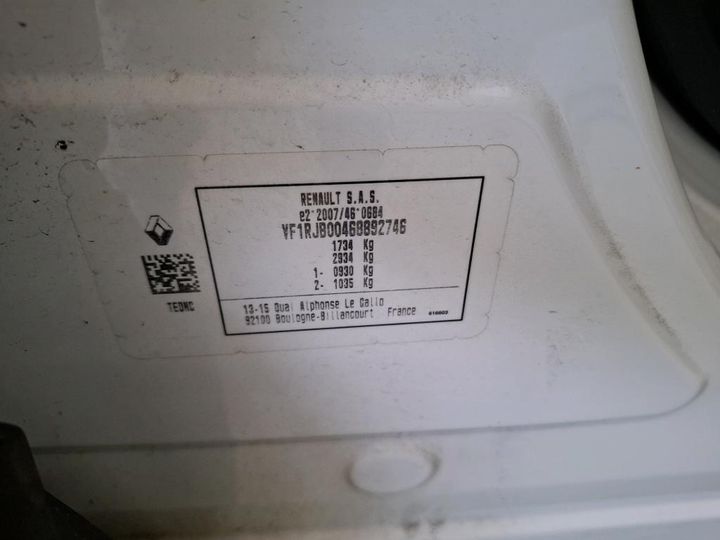 RENAULT S.A.S.
e2*2007/46*0684
VF1RJB00468892746
1734 Kg
2934 Kg
1- 0930 Kg
2- 1035 Kg
TEDMC
13-15 Quai Alphonse Le Gallo
92100 Boulogne-Billancourt France